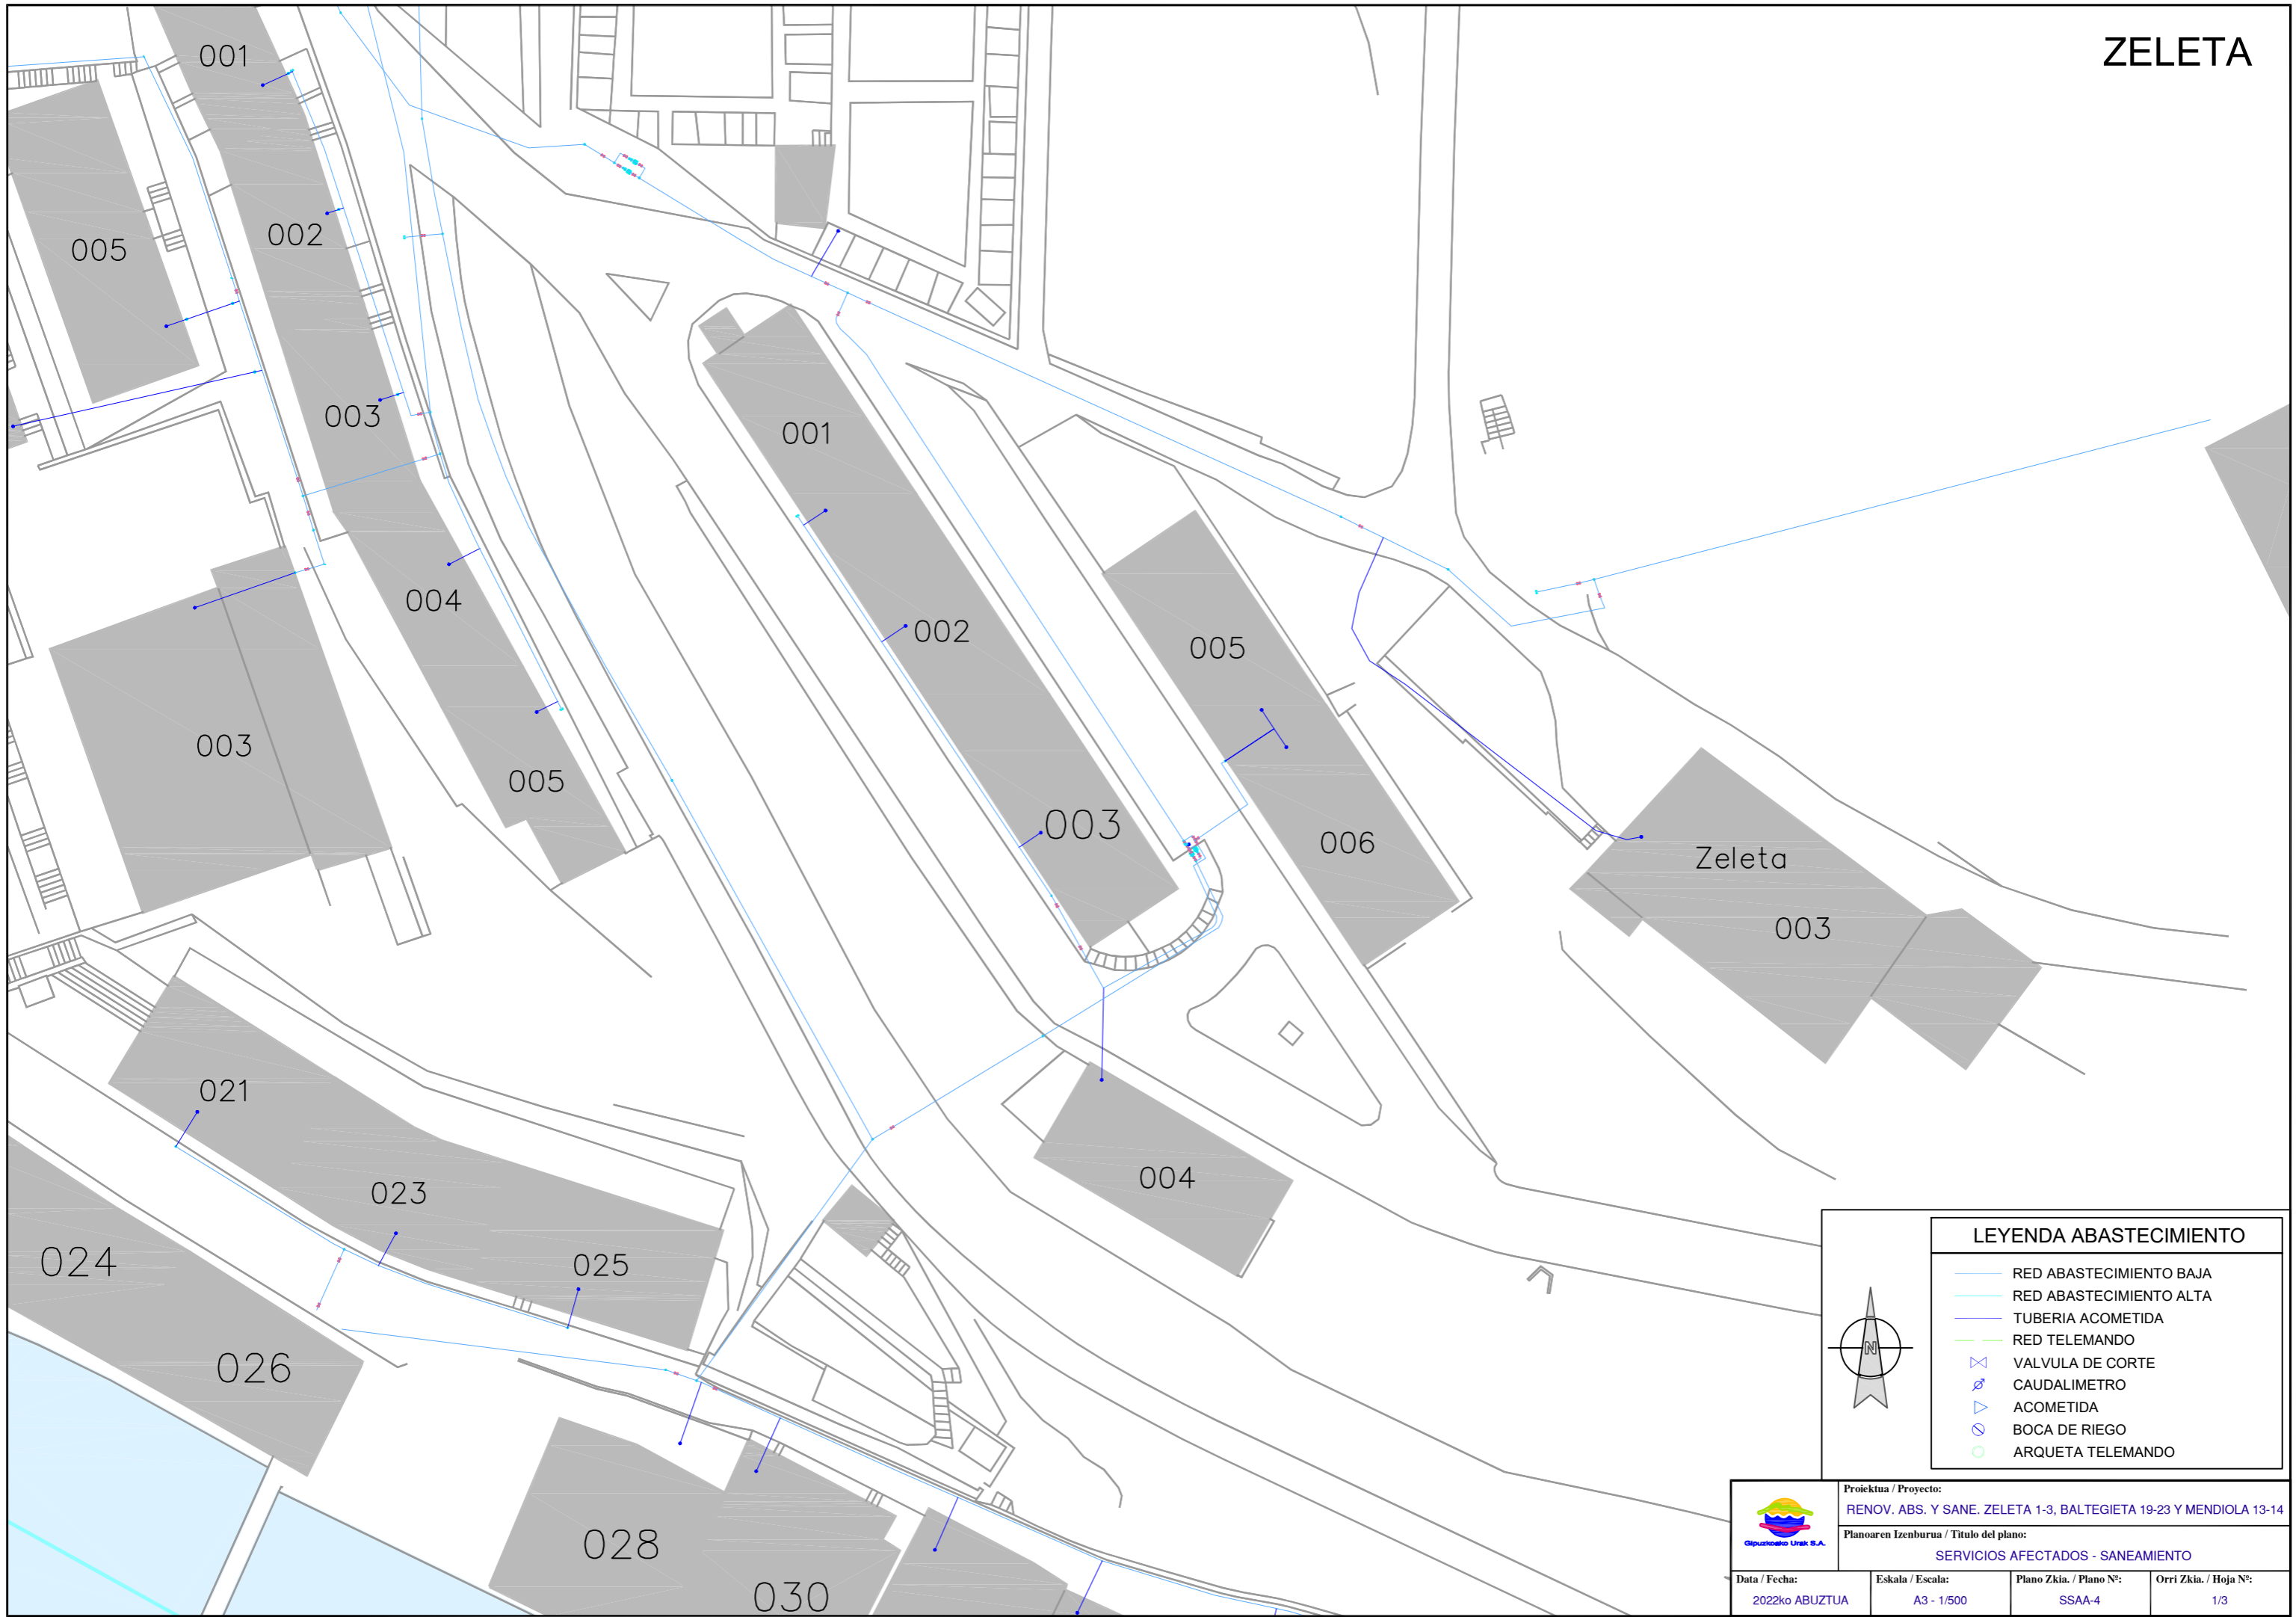 ZELETA
001
002
005
003
001
004
002
005
003
005
003
006
Zeleta
003
021
023
025
004
024
026
028
030
LEYENDA ABASTECIMIENTO
RED ABASTECIMIENTO BAJA
RED ABASTECIMIENTO ALTA
TUBERIA ACOMETIDA
RED TELEMANDO
VALVULA DE CORTE
CAUDALIMETRO
ACOMETIDA
BOCA DE RIEGO
ARQUETA TELEMANDO
N
Gipuzkoako Urak S.A.
Proiektua / Proyecto:
RENOV. ABS. Y SANE. ZELETA 1-3, BALTEGIETA 19-23 Y MENDIOLA 13-14
Planoaren Izenburua / Titulo del plano:
SERVICIOS AFECTADOS - SANEAMIENTO
Data / Fecha:
2022ko ABUZTUA
Eskala / Escala:
A3 - 1/500
Plano Zkia. / Plano Nº:
SSAA-4
Orri Zkia. / Hoja Nº:
1/3